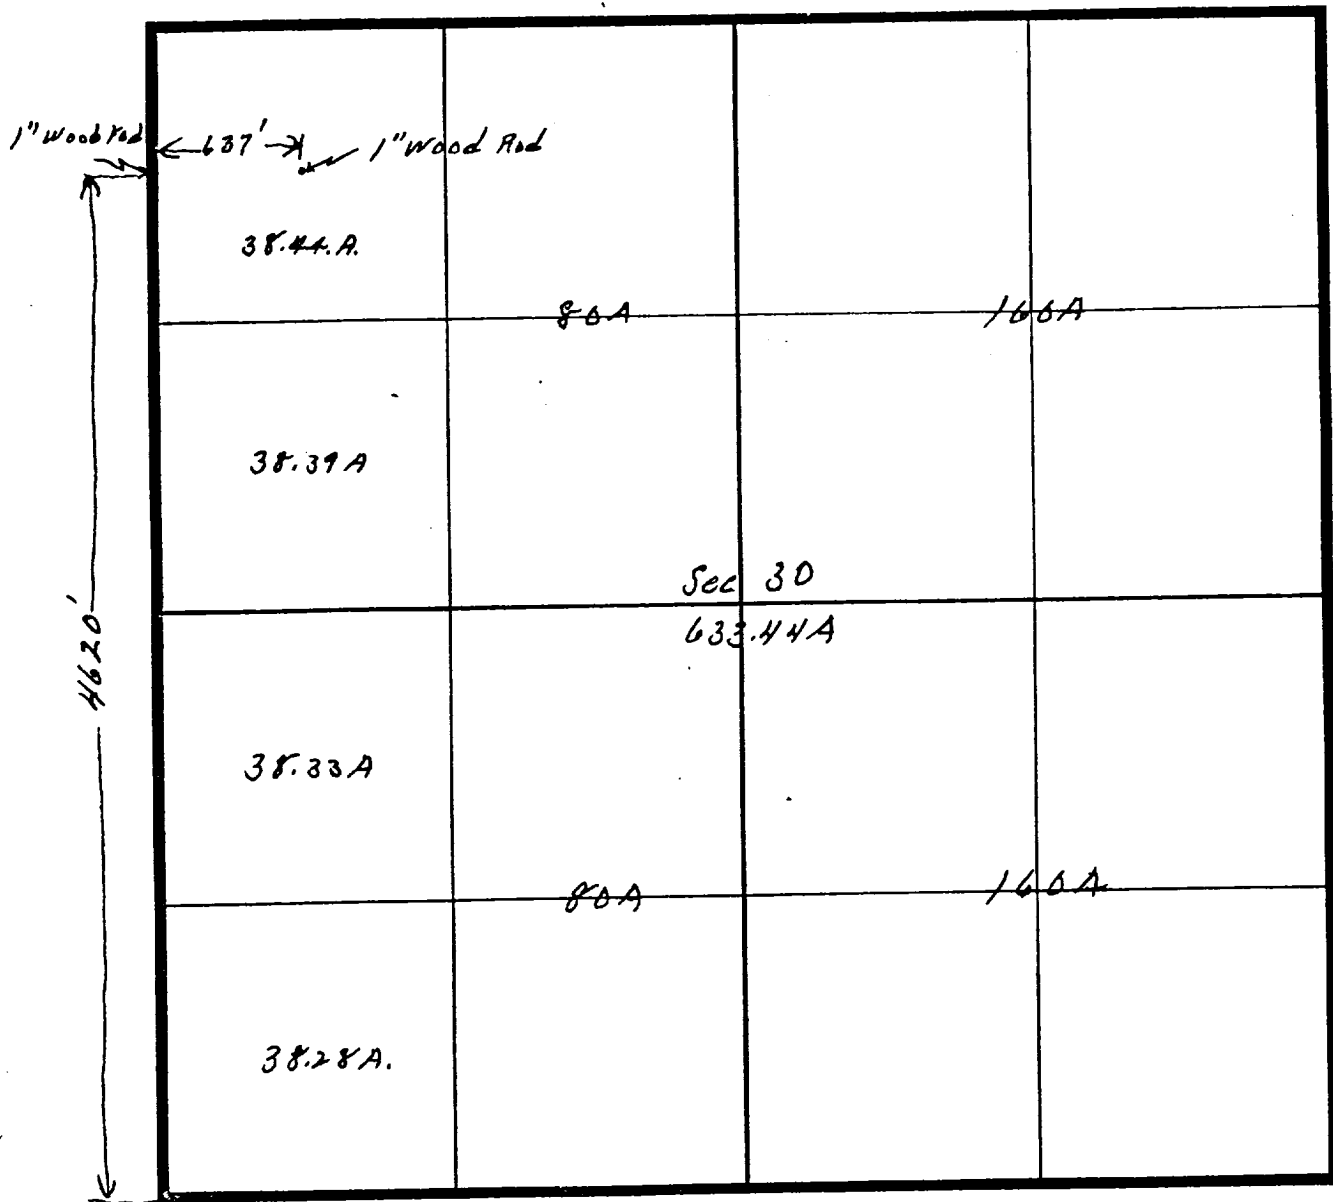 1" Wood Rod
637'
1" Wood Rod
38.44.A.
80A
160A
38.39A
Sec 30
633.44A
4620'
38.33A
80A
160A
38.28A.